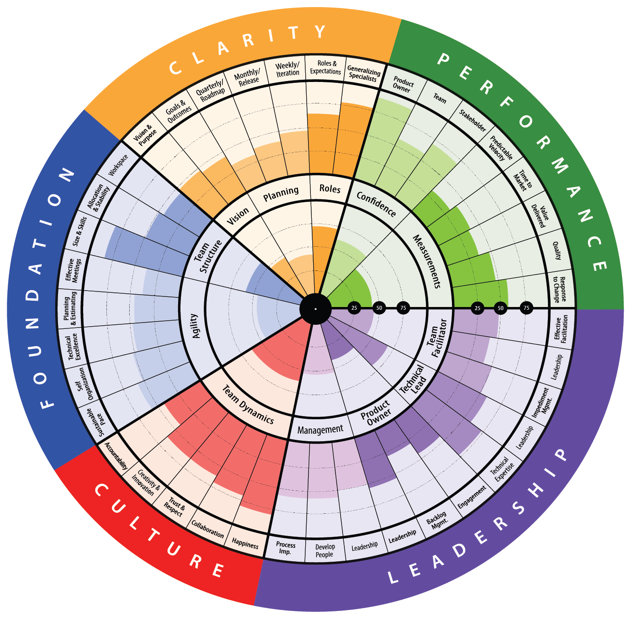 CLARITY
PERFORMANCE
LEADERSHIP
CULTURE
FOUNDATION
Vision &
Purpose
Goals &
Outcomes
Quarterly/
Roadmap
Monthly/
Release
Weekly/
Iteration
Roles &
Expectations
Generalizing
Specialists
Product
Owner
Team
Stakeholder
Predictable
Velocity
Time to
Market
Value
Delivered
Quality
Response
to Change
Effective
Facilitation
Leadership
Impediment
Mgmt.
Leadership
Technical
Expertise
Engagement
Backlog
Mgmt.
Leadership
Leadership
Develop
People
Process
Imp.
Happiness
Collaboration
Trust &
Respect
Creativity &
Innovation
Accountability
Sustainable
Pace
Self
Organization
Technical
Excellence
Planning
& Estimating
Effective
Meetings
Size & Skills
Allocation
& Stability
Workspace
Vision
Planning
Roles
Confidence
Measurements
Team
Facilitator
Technical
Lead
Product
Owner
Management
Team Dynamics
Agility
Team
Structure
25
50
75
25
50
75